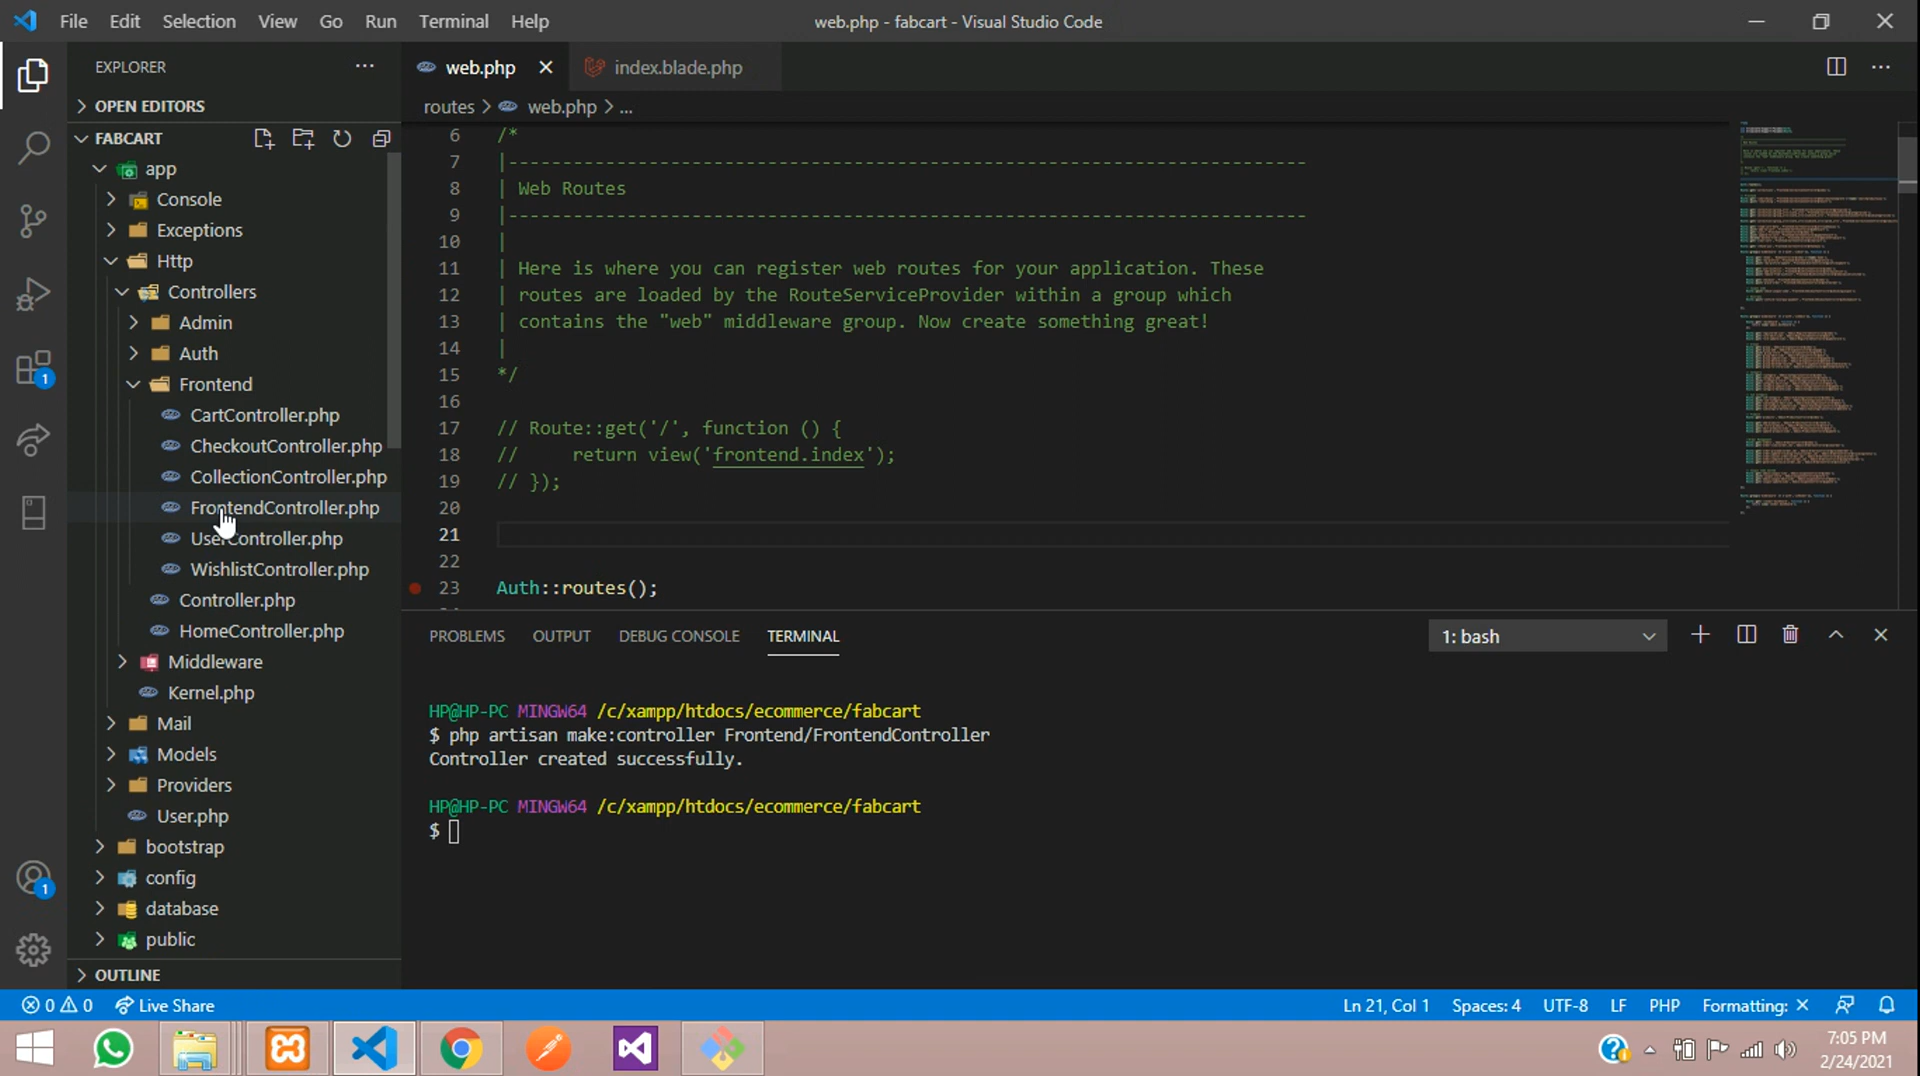 File Edit Selection View Go Run Terminal Help
web.php - fabcart - Visual Studio Code
EXPLORER
OPEN EDITORS
FABCART
app
Console
Exceptions
Http
Controllers
Admin
Auth
Frontend
CartController.php
CheckoutController.php
CollectionController.php
FrontendController.php
UserController.php
WishlistController.php
Controller.php
HomeController.php
Middleware
Kernel.php
Mail
Models
Providers
User.php
bootstrap
config
database
public
OUTLINE
web.php
index.blade.php
routes > web.php > ...
6 /*
7 |--------------------------------------------------------------------------
8 | Web Routes
9 |--------------------------------------------------------------------------
10 |
11 | Here is where you can register web routes for your application. These
12 | routes are loaded by the RouteServiceProvider within a group which
13 | contains the "web" middleware group. Now create something great!
14 |
15 */
16
17 // Route::get('/', function () {
18 //     return view('frontend.index');
19 // });
20
21
22
23 Auth::routes();
PROBLEMS OUTPUT DEBUG CONSOLE TERMINAL
1: bash
HP@HP-PC MINGW64 /c/xampp/htdocs/ecommerce/fabcart
$ php artisan make:controller Frontend/FrontendController
Controller created successfully.
HP@HP-PC MINGW64 /c/xampp/htdocs/ecommerce/fabcart
$
1
1
0 0 Live Share
Ln 21, Col 1 Spaces: 4 UTF-8 LF PHP Formatting: ×
7:05 PM
2/24/2021